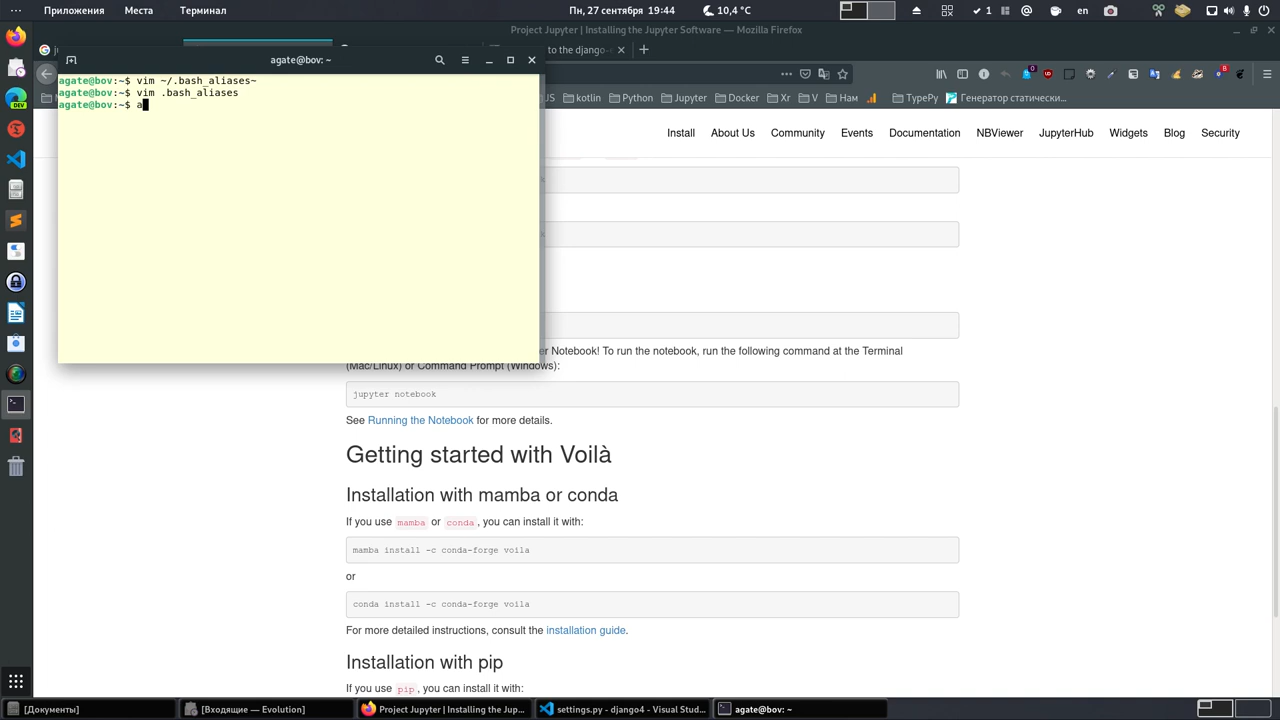 ··· Приложения Места Терминал Пн, 27 сентября 19:44 10,4 °C 1 en
Project Jupyter | Installing the Jupyter Software — Mozilla Firefox
to the django-
agate@bov: ~
agate@bov:~$ vim ~/.bash_aliases~
agate@bov:~$ vim .bash_aliases
agate@bov:~$ a
DEV
JS kotlin Python Jupyter Docker Xr V Нам TypePy Генератор статически...
Install About Us Community Events Documentation NBViewer JupyterHub Widgets Blog Security
er Notebook! To run the notebook, run the following command at the Terminal
(Mac/Linux) or Command Prompt (Windows):
jupyter notebook
See Running the Notebook for more details.
Getting started with Voilà
Installation with mamba or conda
If you use mamba or conda, you can install it with:
mamba install -c conda-forge voila
or
conda install -c conda-forge voila
For more detailed instructions, consult the installation guide.
Installation with pip
If you use pip, you can install it with:
[Документы] [Входящие — Evolution] Project Jupyter | Installing the Jup... settings.py - django4 - Visual Stud... agate@bov: ~